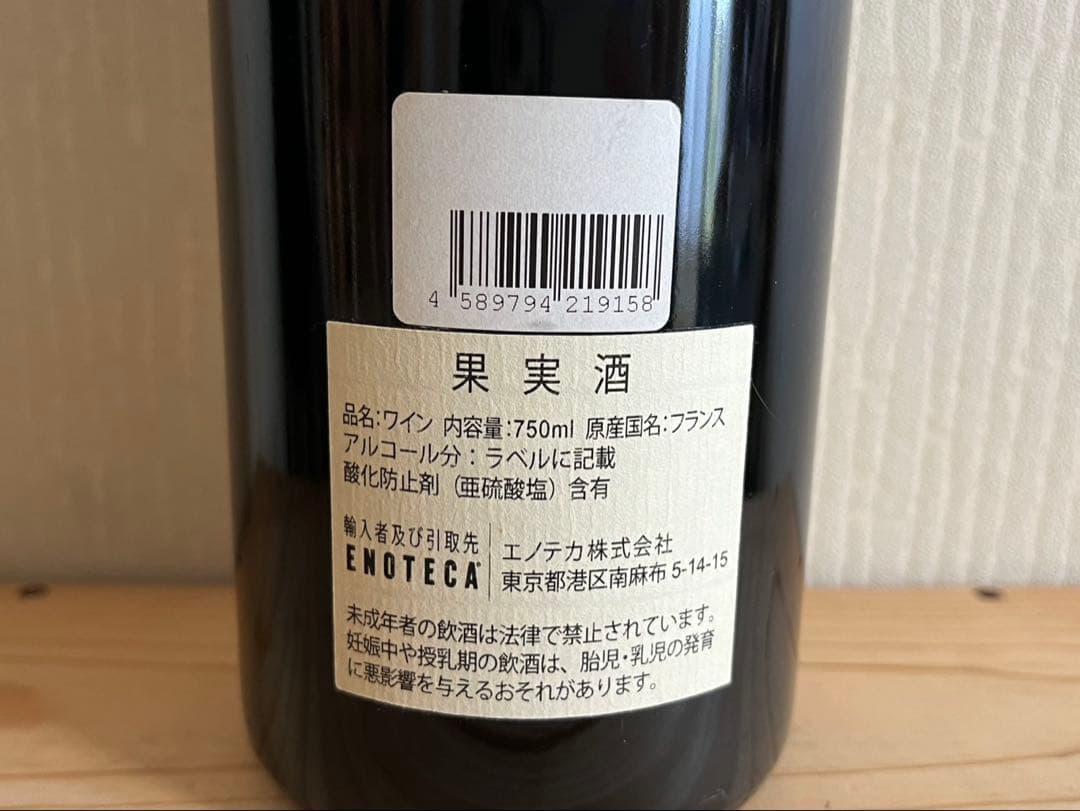 4 589794 219158
果実酒
品名：ワイン 内容量：750ml 原産国名：フランス
アルコール分：ラベルに記載
酸化防止剤（亜硫酸塩）含有
輸入者及び引取先
ENOTECA
エノテカ株式会社
東京都港区南麻布 5-14-15
未成年者の飲酒は法律で禁止されています。
妊娠中や授乳期の飲酒は、胎児・乳児の発育
に悪影響を与えるおそれがあります。